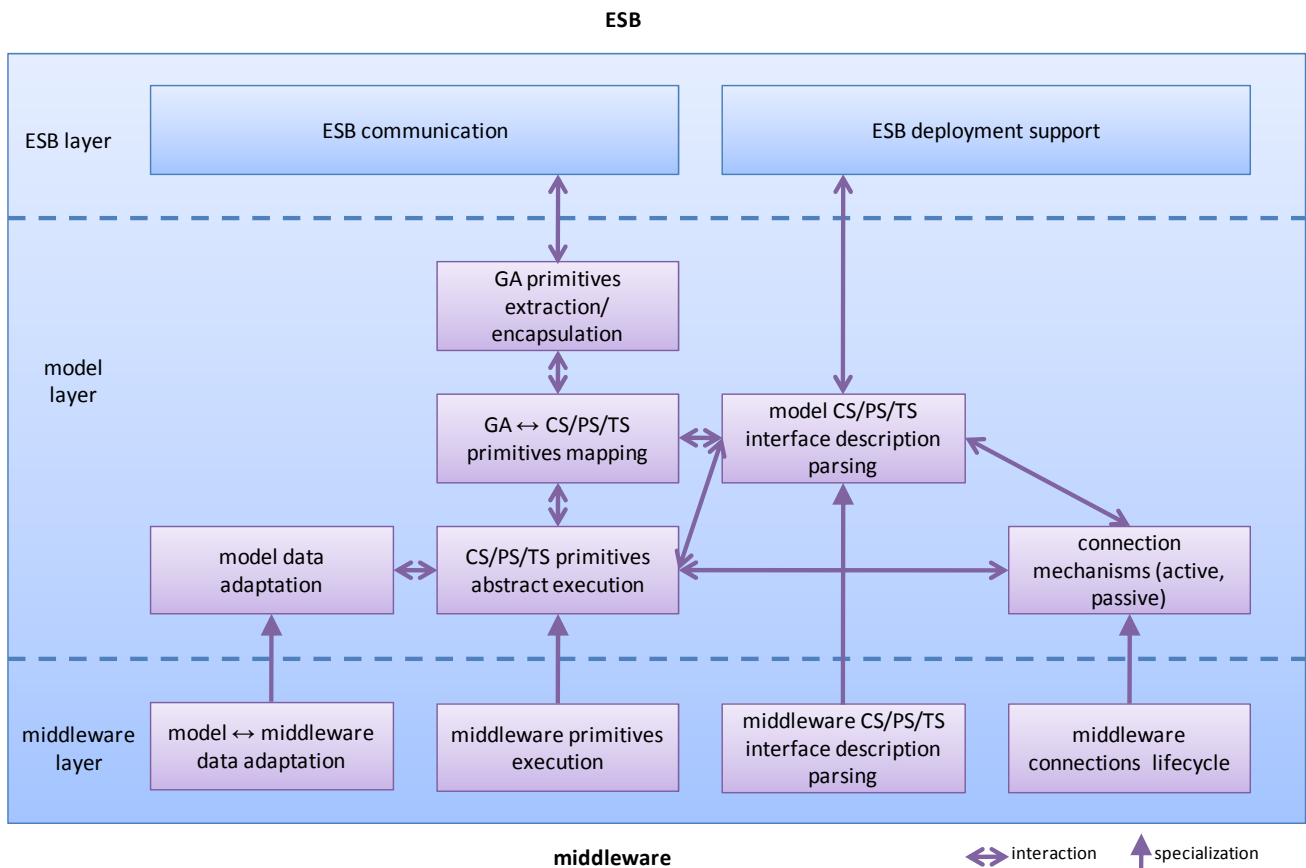 ESB
ESB layer
ESB communication
ESB deployment support
GA primitives
extraction/
encapsulation
model
layer
GA ↔ CS/PS/TS
primitives mapping
model CS/PS/TS
interface description
parsing
model data
adaptation
CS/PS/TS primitives
abstract execution
connection
mechanisms (active,
passive)
middleware
layer
model ↔ middleware
data adaptation
middleware primitives
execution
middleware CS/PS/TS
interface description
parsing
middleware
connections lifecycle
middleware
interaction
specialization